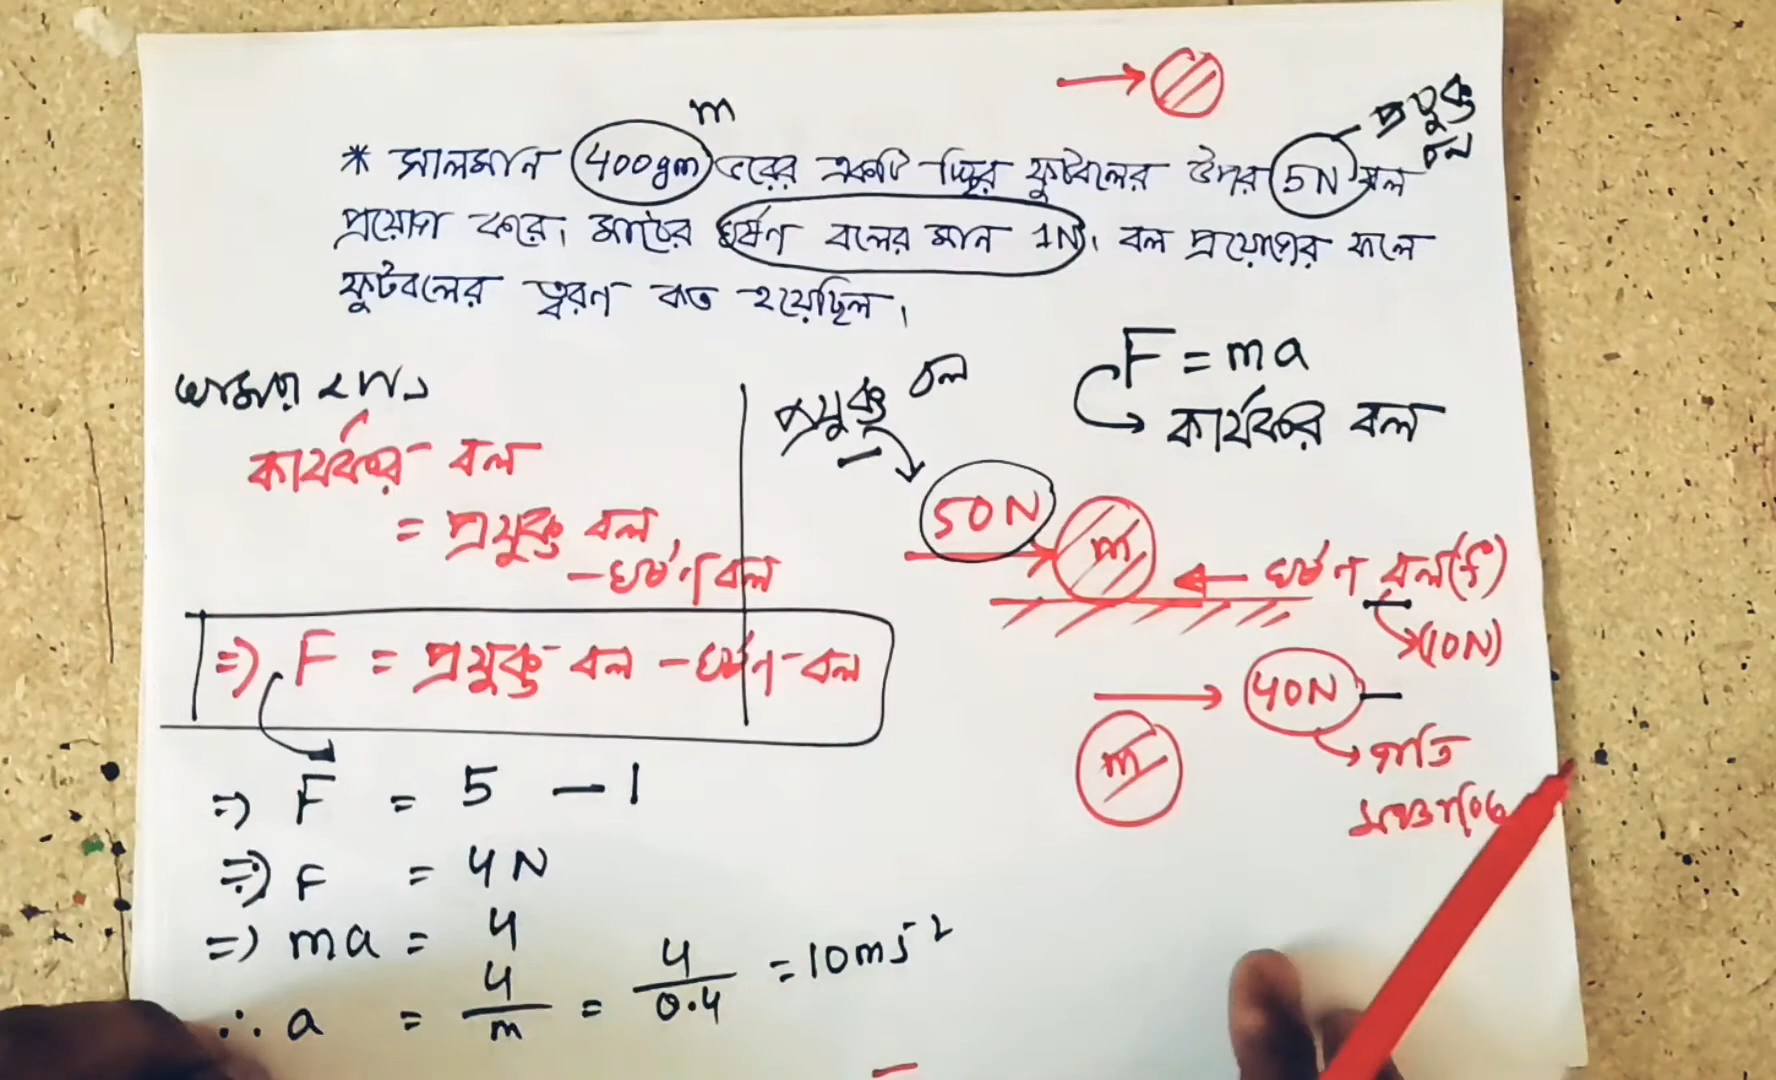 m
প্রযুক্ত
বল
* সালমান 400gm ভরের একটি স্থির ফুটবলের উপর 5N বল
প্রয়োগ করে। মাঠের ঘর্ষণ বলের মান 1N। বল প্রয়োগের ফলে
ফুটবলের ত্বরণ কত হয়েছিল।
F = ma
কার্যকর বল
আমরা জানি,
কার্যকর বল
= প্রযুক্ত বল
- ঘর্ষণ বল
=> F = প্রযুক্ত বল - ঘর্ষণ বল
=> F = 5 - 1
=> F = 4N
=> ma = 4
∴ a = 4/m = 4/0.4 = 10ms⁻²
প্রযুক্ত বল
50N
m
ঘর্ষণ বল (f)
(10N)
40N
m
গতি